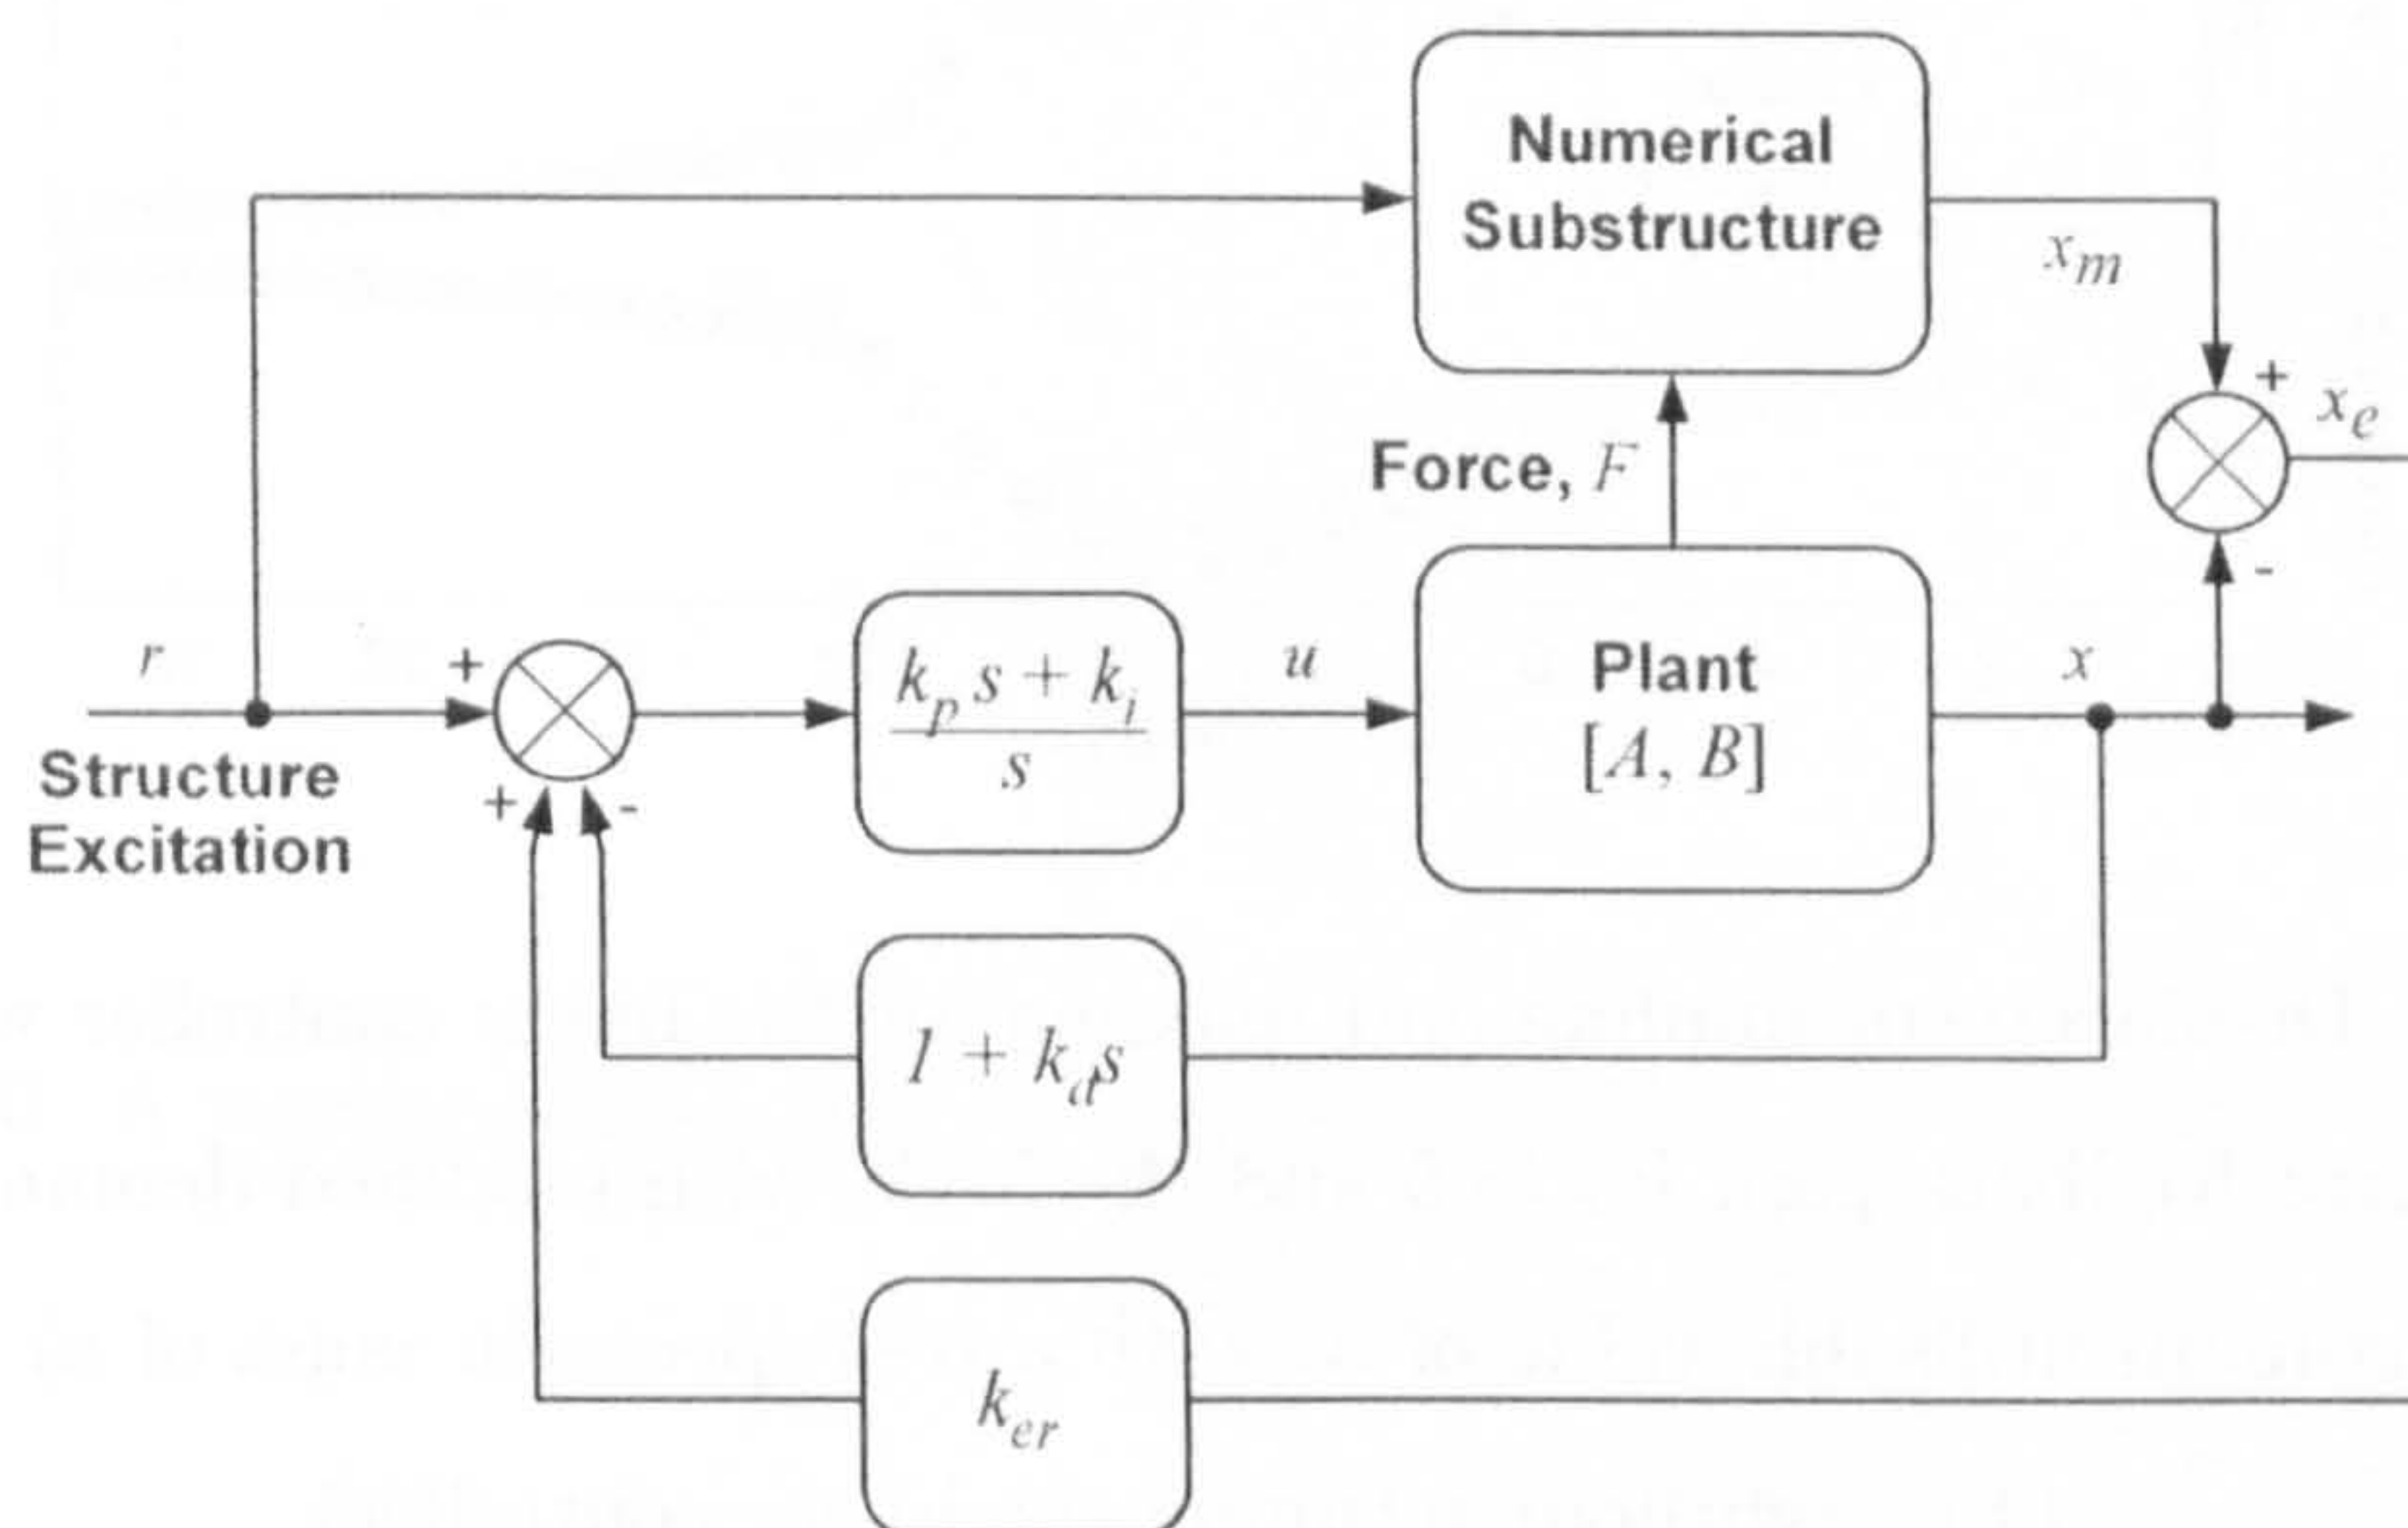 Numerical
Substructure
x_m
+
x_e
Force, F
-
r
+
k_p s + k_i
s
u
Plant
[A, B]
x
Structure
Excitation
+
-
1 + k_d s
k_er